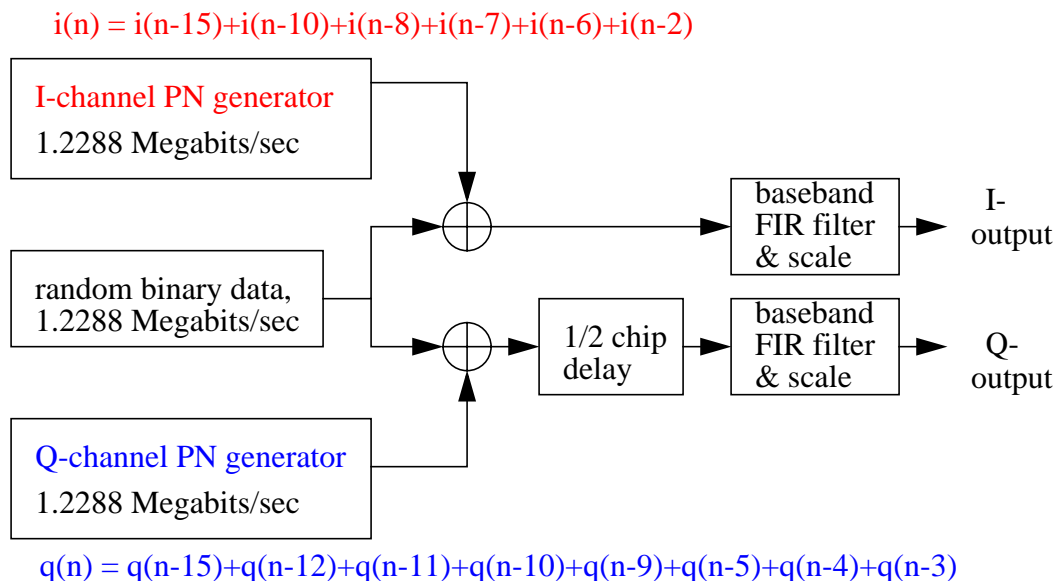 i(n) = i(n-15)+i(n-10)+i(n-8)+i(n-7)+i(n-6)+i(n-2)
I-channel PN generator
1.2288 Megabits/sec
random binary data,
1.2288 Megabits/sec
baseband
FIR filter
& scale
I-
output
1/2 chip
delay
baseband
FIR filter
& scale
Q-
output
Q-channel PN generator
1.2288 Megabits/sec
q(n) = q(n-15)+q(n-12)+q(n-11)+q(n-10)+q(n-9)+q(n-5)+q(n-4)+q(n-3)